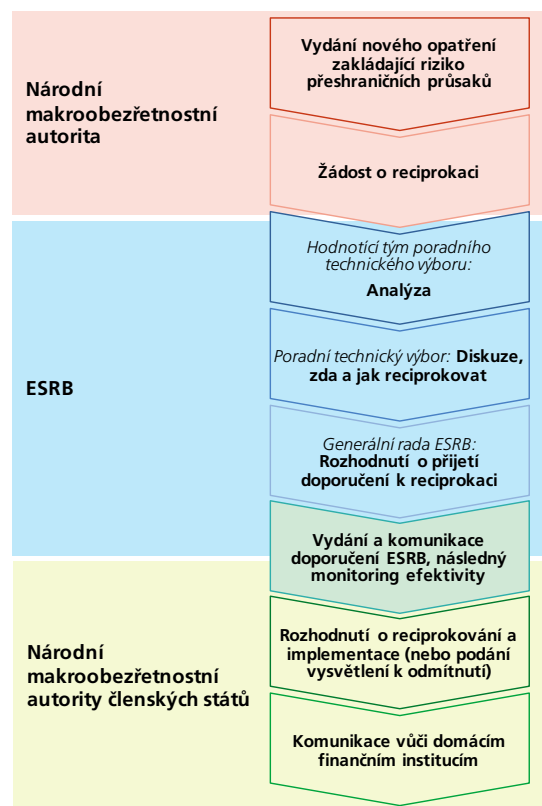 Národní
makroobezřetnostní
autorita
Vydání nového opatření
zakládající riziko
přeshraničních průsaků
Žádost o reciprokaci
ESRB
Hodnotící tým poradního
technického výboru:
Analýza
Poradní technický výbor: Diskuze,
zda a jak reciprokovat
Generální rada ESRB:
Rozhodnutí o přijetí
doporučení k reciprokaci
Vydání a komunikace
doporučení ESRB, následný
monitoring efektivity
Národní
makroobezřetnostní
autority členských států
Rozhodnutí o reciprokování a
implementace (nebo podání
vysvětlení k odmítnutí)
Komunikace vůči domácím
finančním institucím